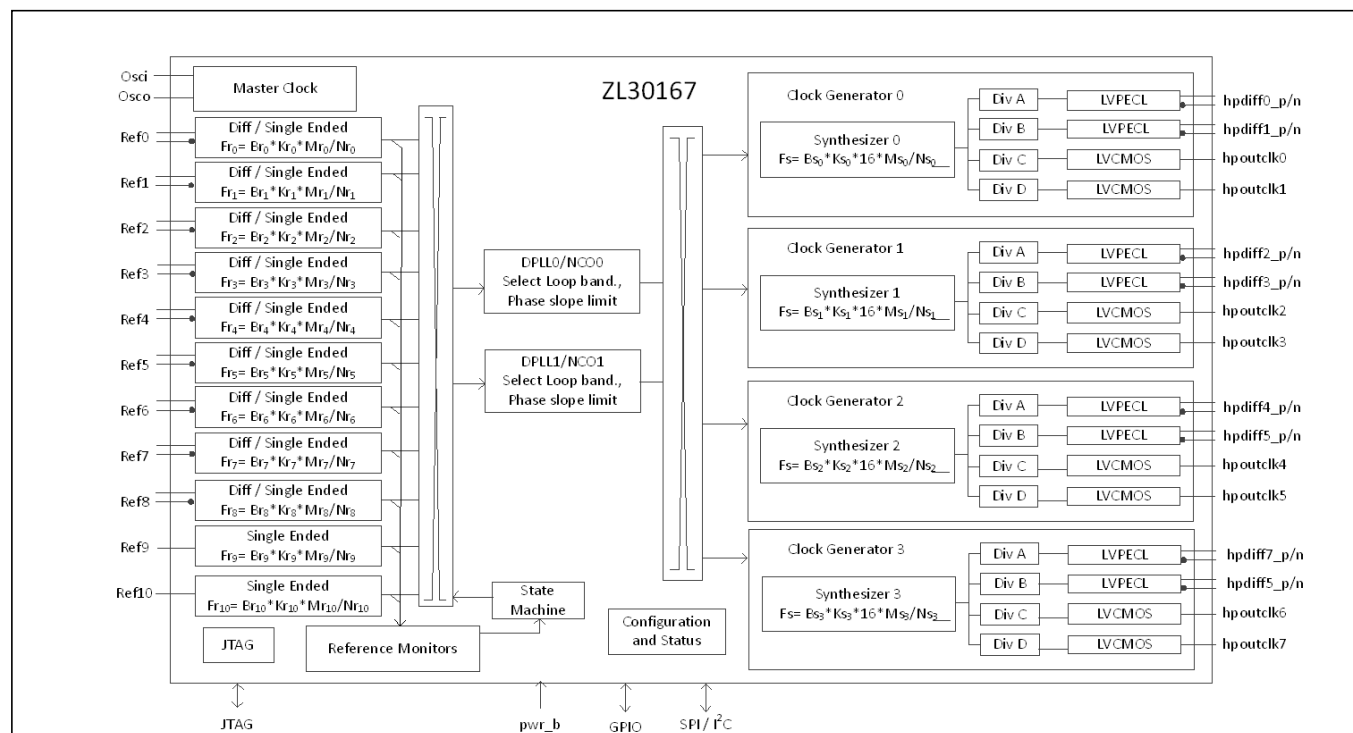 ZL30167
Osci
Osco
Master Clock
Ref0
Diff / Single Ended
Fr₀= Br₀*Kr₀*Mr₀/Nr₀
Ref1
Diff / Single Ended
Fr₁= Br₁*Kr₁*Mr₁/Nr₁
Ref2
Diff / Single Ended
Fr₂= Br₂*Kr₂*Mr₂/Nr₂
Ref3
Diff / Single Ended
Fr₃= Br₃*Kr₃*Mr₃/Nr₃
Ref4
Diff / Single Ended
Fr₄= Br₄*Kr₄*Mr₄/Nr₄
Ref5
Diff / Single Ended
Fr₅= Br₅*Kr₅*Mr₅/Nr₅
Ref6
Diff / Single Ended
Fr₆= Br₆*Kr₆*Mr₆/Nr₆
Ref7
Diff / Single Ended
Fr₇= Br₇*Kr₇*Mr₇/Nr₇
Ref8
Diff / Single Ended
Fr₈= Br₈*Kr₈*Mr₈/Nr₈
Ref9
Single Ended
Fr₉= Br₉*Kr₉*Mr₉/Nr₉
Ref10
Single Ended
Fr₁₀= Br₁₀*Kr₁₀*Mr₁₀/Nr₁₀
JTAG
Reference Monitors
State
Machine
DPLL0/NCO0
Select Loop band.,
Phase slope limit
DPLL1/NCO1
Select Loop band.,
Phase slope limit
Configuration
and Status
Clock Generator 0
Synthesizer 0
Fs= Bs₀*Ks₀*16*Ms₀/Ns₀
Div A
LVPECL
hpdiff0_p/n
Div B
LVPECL
hpdiff1_p/n
Div C
LVCMOS
hpoutclk0
Div D
LVCMOS
hpoutclk1
Clock Generator 1
Synthesizer 1
Fs= Bs₁*Ks₁*16*Ms₁/Ns₁
Div A
LVPECL
hpdiff2_p/n
Div B
LVPECL
hpdiff3_p/n
Div C
LVCMOS
hpoutclk2
Div D
LVCMOS
hpoutclk3
Clock Generator 2
Synthesizer 2
Fs= Bs₂*Ks₂*16*Ms₂/Ns₂
Div A
LVPECL
hpdiff4_p/n
Div B
LVPECL
hpdiff5_p/n
Div C
LVCMOS
hpoutclk4
Div D
LVCMOS
hpoutclk5
Clock Generator 3
Synthesizer 3
Fs= Bs₃*Ks₃*16*Ms₃/Ns₃
Div A
LVPECL
hpdiff7_p/n
Div B
LVPECL
hpdiff5_p/n
Div C
LVCMOS
hpoutclk6
Div D
LVCMOS
hpoutclk7
JTAG
pwr_b
GPIO
SPI / I²C